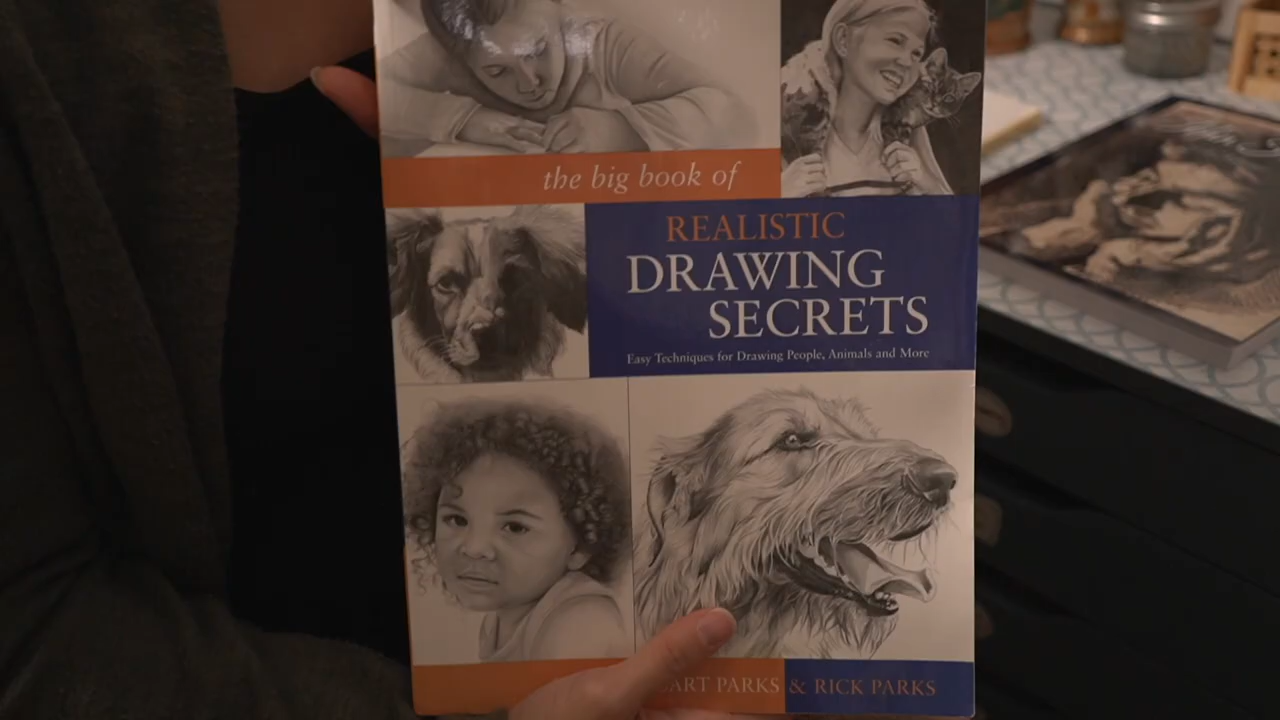 the big book of
REALISTIC
DRAWING
SECRETS
Easy Techniques for Drawing People, Animals and More
PARKS & RICK PARKS